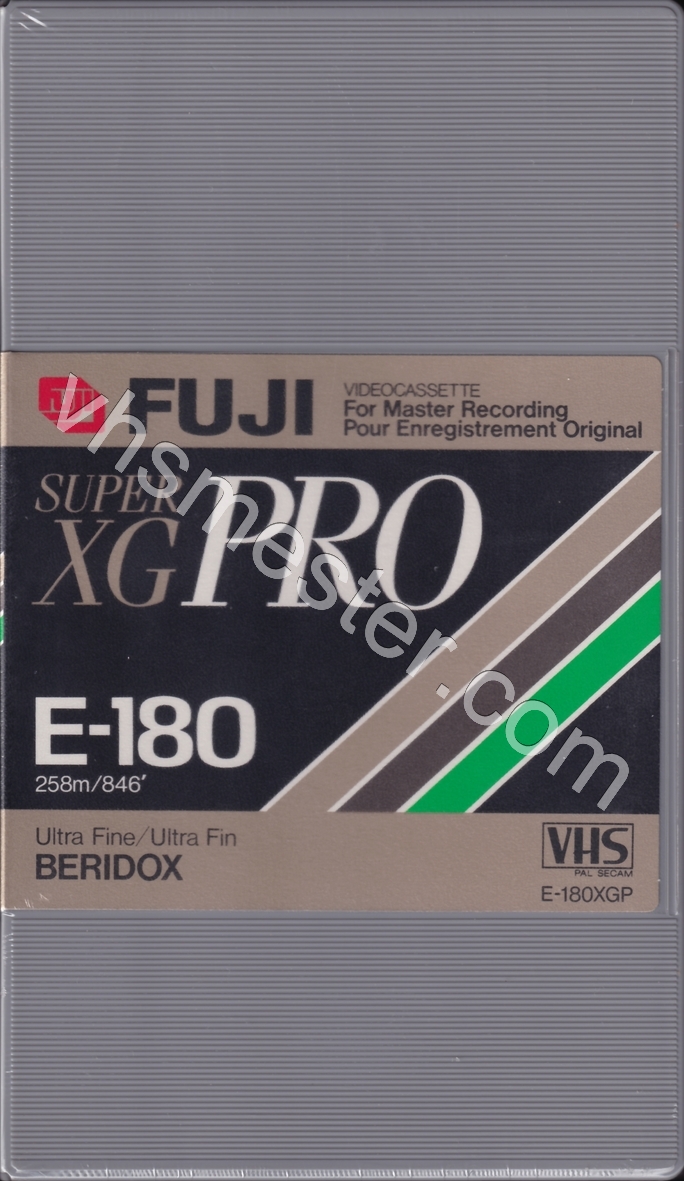 FUJI
FUJI
VIDEOCASSETTE
For Master Recording
Pour Enregistrement Original
SUPER
XG PRO
E-180
258m/846'
Ultra Fine/Ultra Fin
BERIDOX
VHS
PAL SECAM
E-180XGP
vhsmester.com